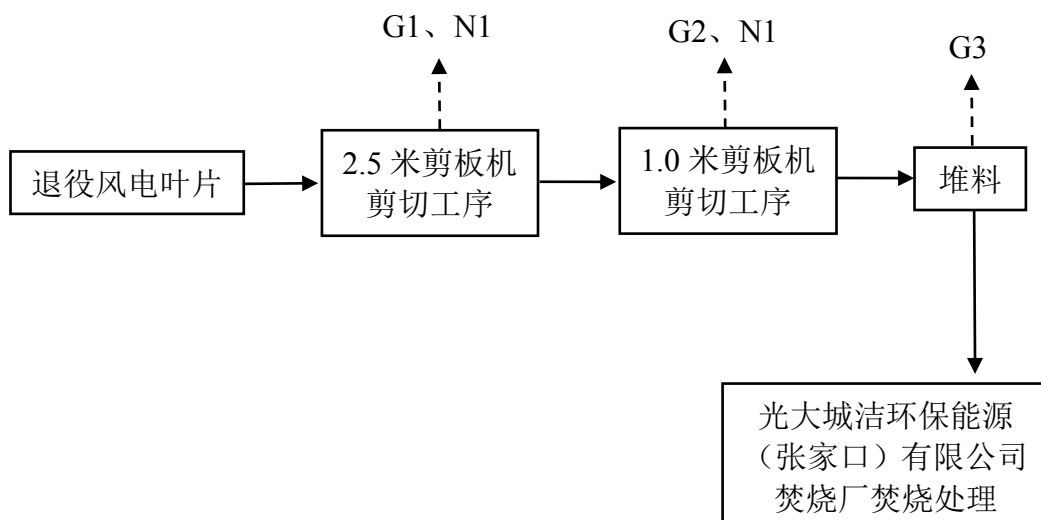 G1、N1
G2、N1
G3
退役风电叶片
2.5 米剪板机
剪切工序
1.0 米剪板机
剪切工序
堆料
光大城洁环保能源
（张家口）有限公司
焚烧厂焚烧处理